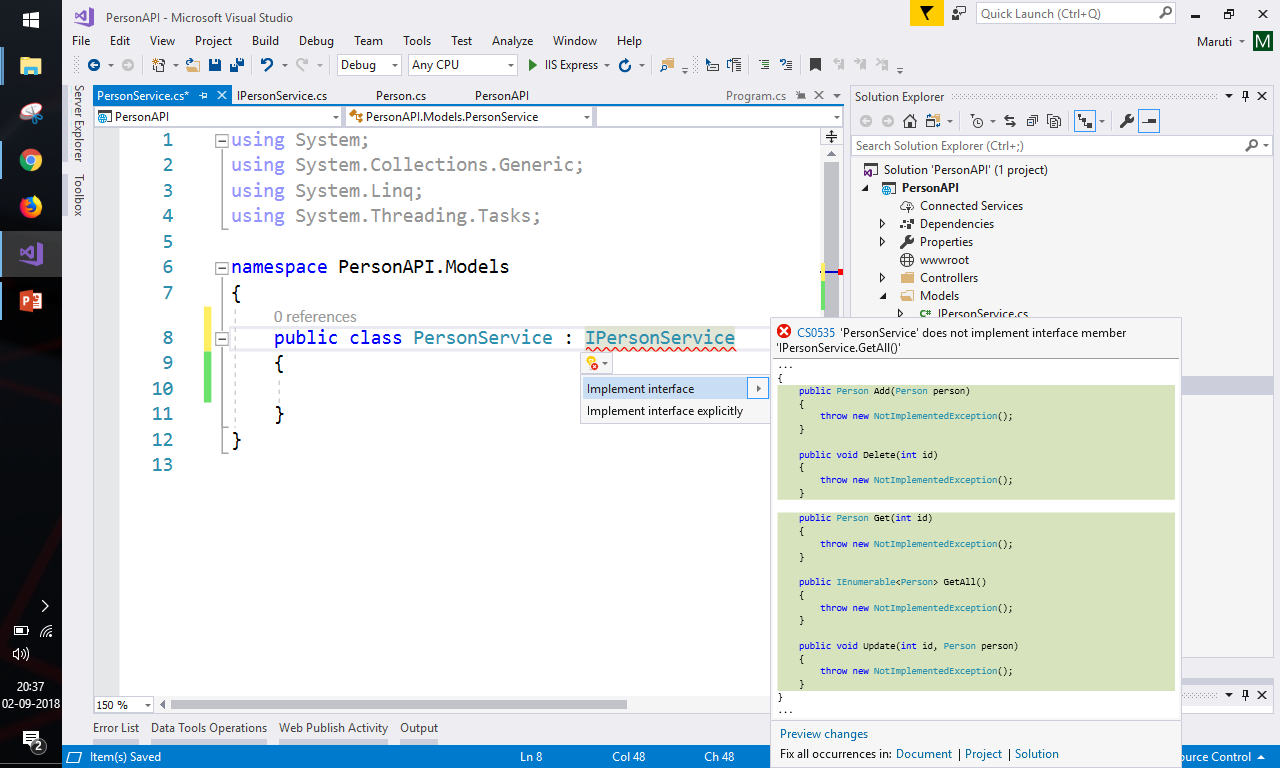 PersonAPI - Microsoft Visual Studio
Quick Launch (Ctrl+Q)
File Edit View Project Build Debug Team Tools Test Analyze Window Help
Maruti M
Debug Any CPU IIS Express
Server Explorer
Toolbox
PersonService.cs* IPersonService.cs Person.cs PersonAPI Program.cs
PersonAPI PersonAPI.Models.PersonService
1 using System;
2 using System.Collections.Generic;
3 using System.Linq;
4 using System.Threading.Tasks;
5
6 namespace PersonAPI.Models
7 {
0 references
8 public class PersonService : IPersonService
9 {
10
11 }
12 }
13
Implement interface
Implement interface explicitly
Solution Explorer
Search Solution Explorer (Ctrl+;)
Solution 'PersonAPI' (1 project)
PersonAPI
Connected Services
Dependencies
Properties
wwwroot
Controllers
Models
C# IPersonService.cs
CS0535 'PersonService' does not implement interface member
'IPersonService.GetAll()'
...
{
public Person Add(Person person)
{
throw new NotImplementedException();
}
public void Delete(int id)
{
throw new NotImplementedException();
}
public Person Get(int id)
{
throw new NotImplementedException();
}
public IEnumerable<Person> GetAll()
{
throw new NotImplementedException();
}
public void Update(int id, Person person)
{
throw new NotImplementedException();
}
}
...
Preview changes
Fix all occurrences in: Document | Project | Solution
150 %
Error List Data Tools Operations Web Publish Activity Output
Item(s) Saved Ln 8 Col 48 Ch 48 ource Control
20:37
02-09-2018
2